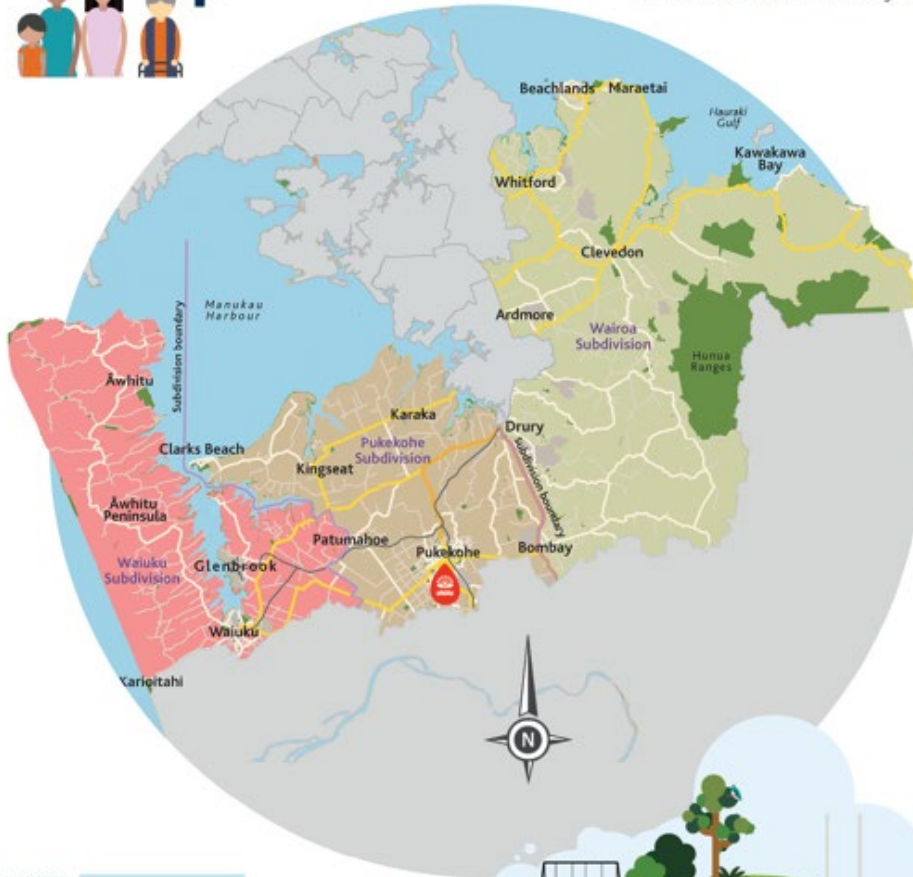 Beachlands Maraetai
Hauraki
Gulf
Kawakawa
Bay
Whitford
Clevedon
Manukau
Harbour
Subdivision boundary
Ardmore
Wairoa
Subdivision
Hunua
Ranges
Āwhitu
Karaka
Drury
Clarks Beach
Pukekohe
Subdivision
Kingseat
Subdivision boundary
Āwhitu
Peninsula
Patumahoe
Bombay
Pukekohe
Waiuku
Subdivision
Glenbrook
Waiuku
Karioitahi
N